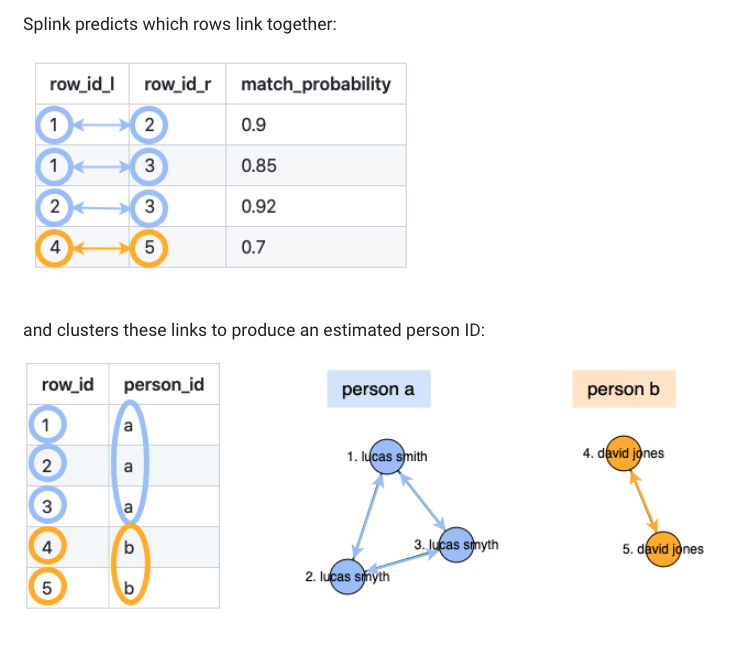 Splink predicts which rows link together:
row_id_l row_id_r match_probability
1 2 0.9
1 3 0.85
2 3 0.92
4 5 0.7
and clusters these links to produce an estimated person ID:
row_id person_id
1 a
2 a
3 a
4 b
5 b
person a
1. lucas smith
3. lucas smyth
2. lucas smyth
person b
4. david jones
5. david jones